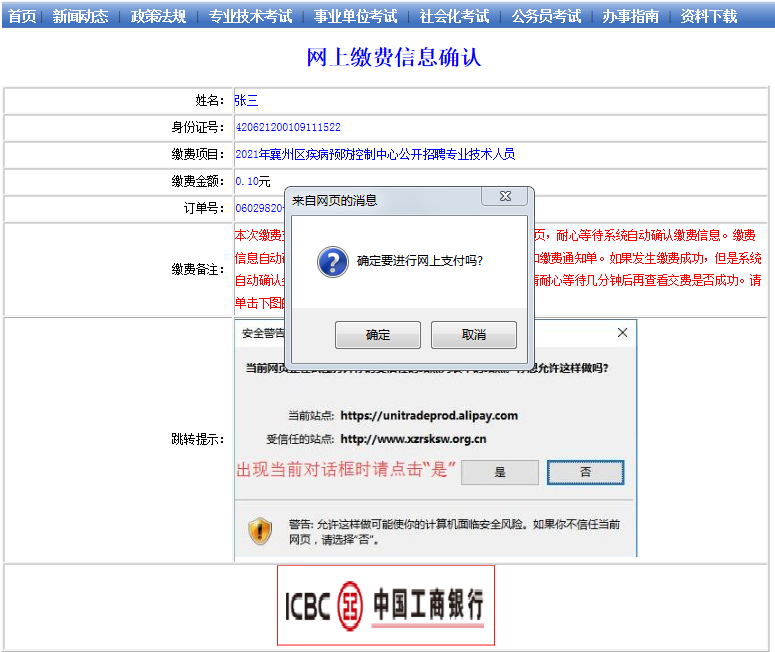 首页 | 新闻动态 | 政策法规 | 专业技术考试 | 事业单位考试 | 社会化考试 | 公务员考试 | 办事指南 | 资料下载
网上缴费信息确认
姓名： 张三
身份证号： 420621200109111522
缴费项目： 2021年襄州区疾病预防控制中心公开招聘专业技术人员
缴费金额： 0.10元
订单号： 06029820
来自网页的消息
确定要进行网上支付吗?
确定 取消
缴费备注：
本次缴费 页，耐心等待系统自动确认缴费信息。缴费
信息自动 缴费通知单。如果发生缴费成功，但是系统
自动确认 耐心等待几分钟后再查看交费是否成功。请
单击下图
跳转提示：
安全警告
当前网页 允许这样做吗?
当前站点: https://unitradeprod.alipay.com
受信任的站点: http://www.xzrsksw.org.cn
出现当前对话框时请点击“是” 是 否
警告: 允许这样做可能使你的计算机面临安全风险。如果你不信任当前
网页，请选择“否”。
ICBC 中国工商银行